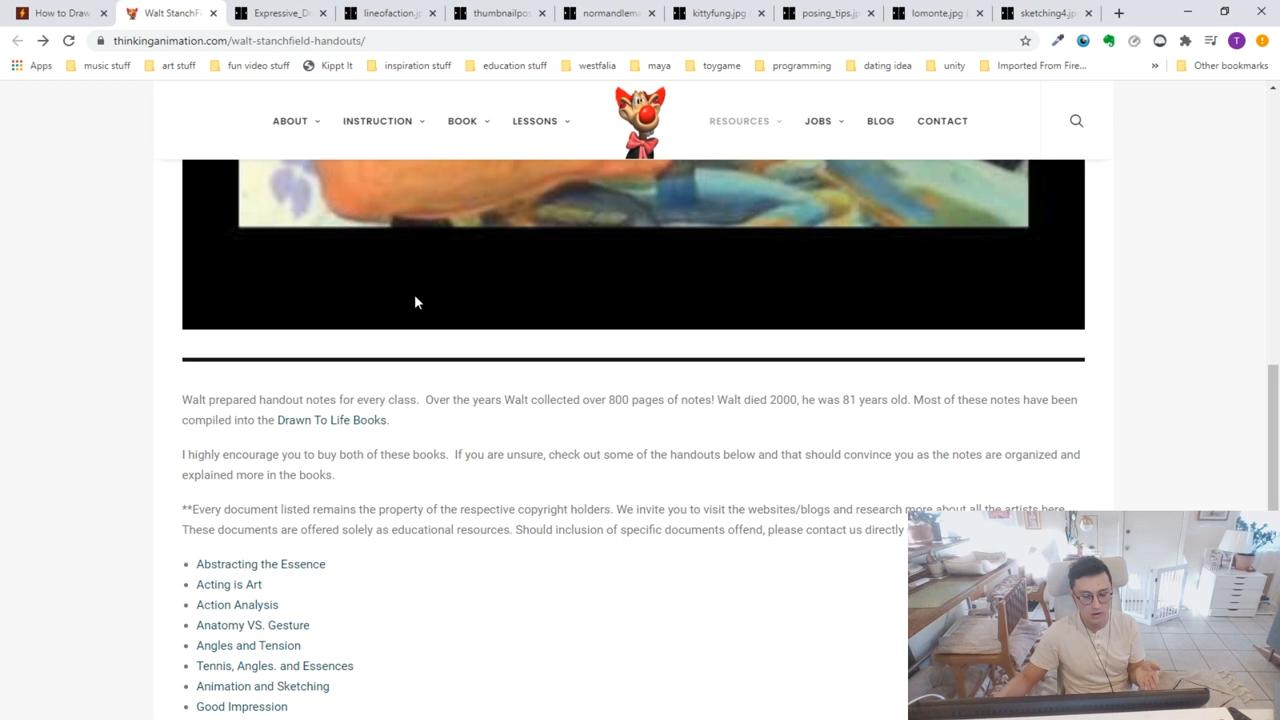 How to Draw
Walt StanchF
Expressive_Dr
lineofaction.jp
thumbnailpos
normandlema
kittyfung.jpg (
posing_tips.jp
lomonte.jpg (
sketching4.jp
thinkinganimation.com/walt-stanchfield-handouts/
T
Apps music stuff art stuff fun video stuff Kippt It inspiration stuff education stuff westfalia maya toygame programming dating idea unity Imported From Fire... » Other bookmarks
ABOUT INSTRUCTION BOOK LESSONS RESOURCES JOBS BLOG CONTACT
Walt prepared handout notes for every class. Over the years Walt collected over 800 pages of notes! Walt died 2000, he was 81 years old. Most of these notes have been
compiled into the Drawn To Life Books.
I highly encourage you to buy both of these books. If you are unsure, check out some of the handouts below and that should convince you as the notes are organized and
explained more in the books.
**Every document listed remains the property of the respective copyright holders. We invite you to visit the websites/blogs and research more about all the artists here.
These documents are offered solely as educational resources. Should inclusion of specific documents offend, please contact us directly
• Abstracting the Essence
• Acting is Art
• Action Analysis
• Anatomy VS. Gesture
• Angles and Tension
• Tennis, Angles. and Essences
• Animation and Sketching
• Good Impression